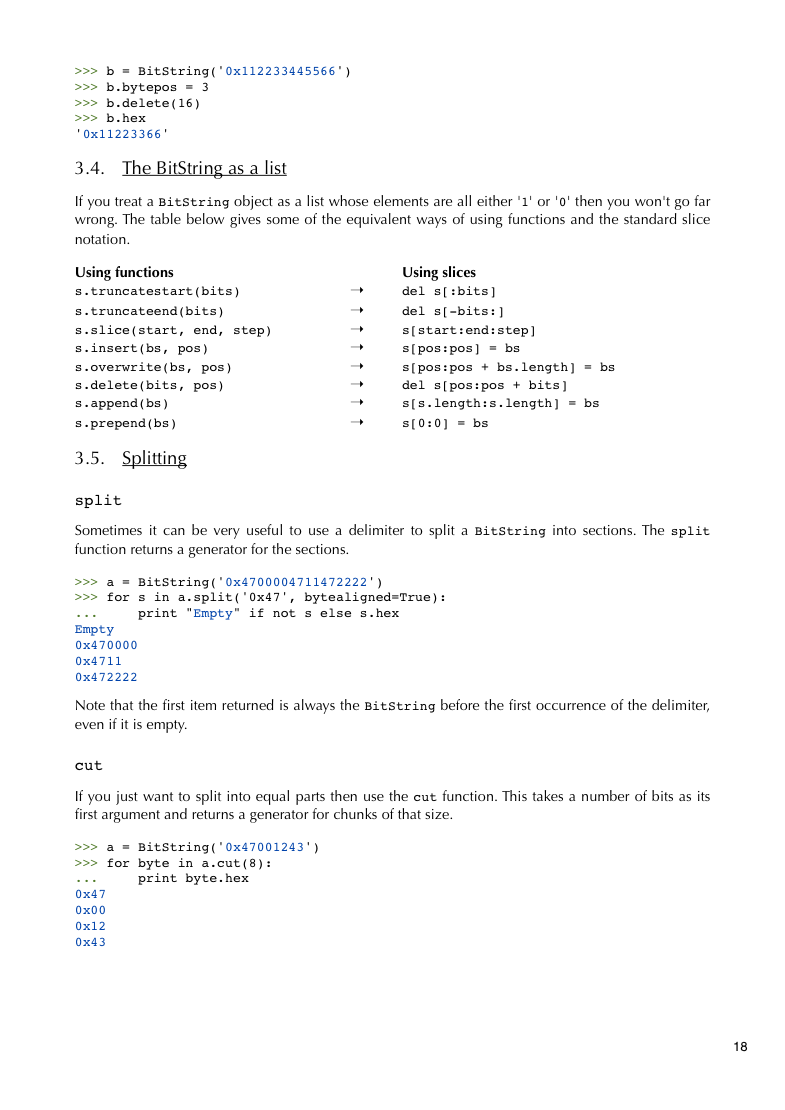 >>> b = BitString('0x112233445566')
>>> b.bytepos = 3
>>> b.delete(16)
>>> b.hex
'0x11223366'
3.4. The BitString as a list
If you treat a BitString object as a list whose elements are all either '1' or '0' then you won't go far
wrong. The table below gives some of the equivalent ways of using functions and the standard slice
notation.
Using functions Using slices
s.truncatestart(bits) → del s[:bits]
s.truncateend(bits) → del s[-bits:]
s.slice(start, end, step) → s[start:end:step]
s.insert(bs, pos) → s[pos:pos] = bs
s.overwrite(bs, pos) → s[pos:pos + bs.length] = bs
s.delete(bits, pos) → del s[pos:pos + bits]
s.append(bs) → s[s.length:s.length] = bs
s.prepend(bs) → s[0:0] = bs
3.5. Splitting
split
Sometimes it can be very useful to use a delimiter to split a BitString into sections. The split
function returns a generator for the sections.
>>> a = BitString('0x4700004711472222')
>>> for s in a.split('0x47', bytealigned=True):
...     print "Empty" if not s else s.hex
Empty
0x470000
0x4711
0x472222
Note that the first item returned is always the BitString before the first occurrence of the delimiter,
even if it is empty.
cut
If you just want to split into equal parts then use the cut function. This takes a number of bits as its
first argument and returns a generator for chunks of that size.
>>> a = BitString('0x47001243')
>>> for byte in a.cut(8):
...     print byte.hex
0x47
0x00
0x12
0x43
18